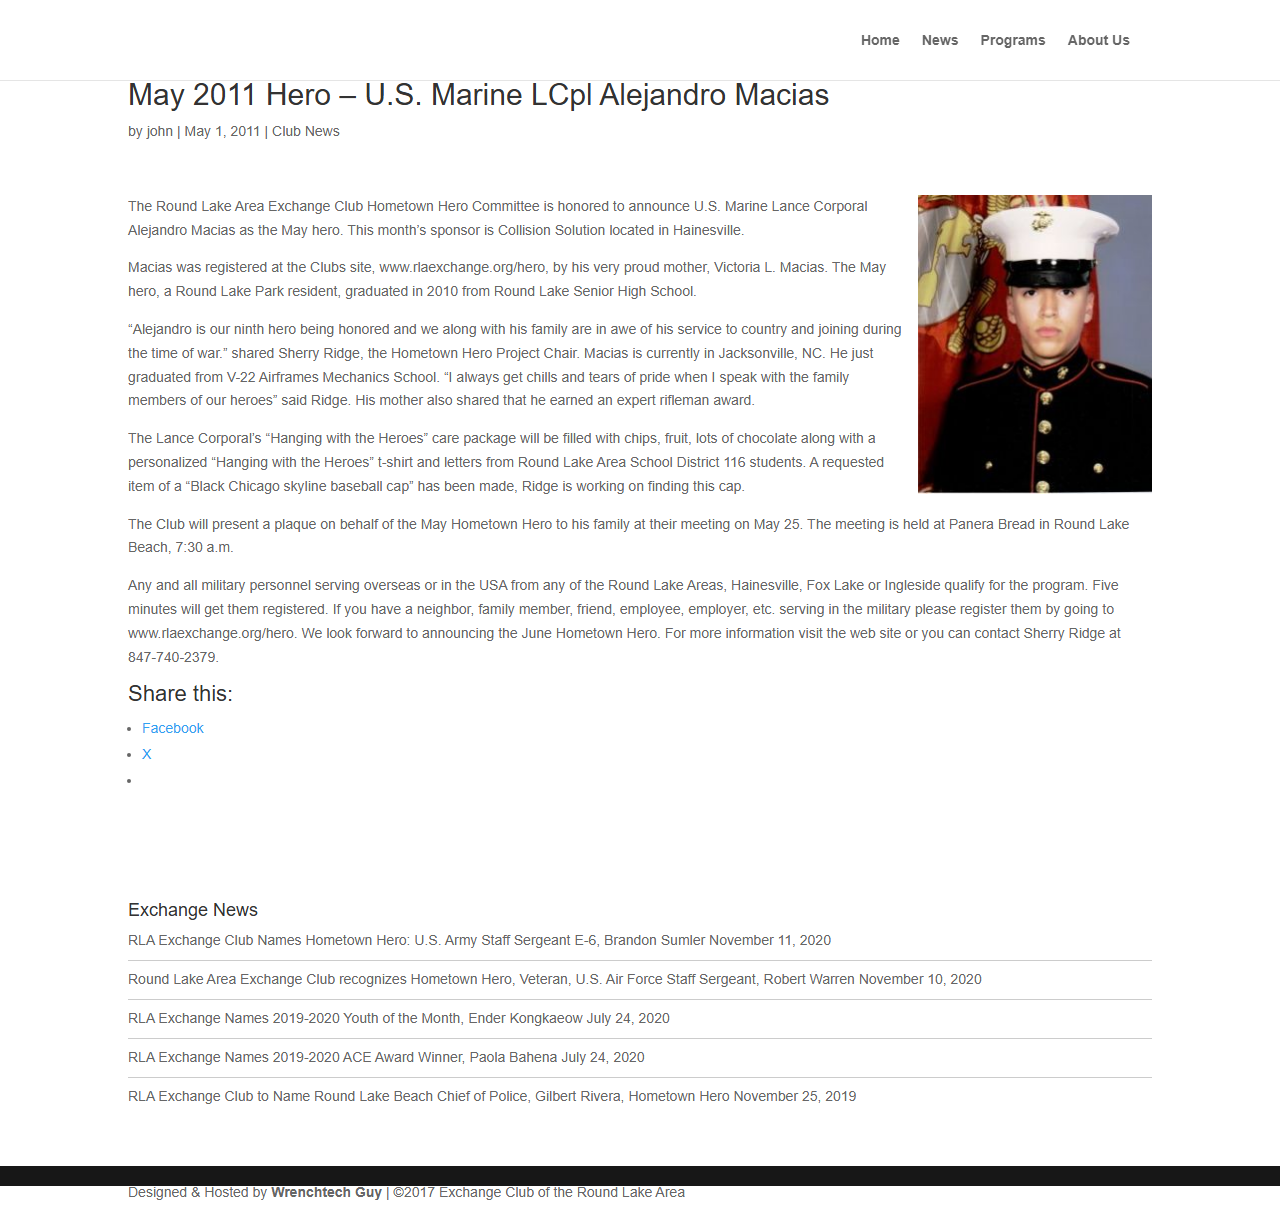 Home News Programs About Us
May 2011 Hero – U.S. Marine LCpl Alejandro Macias
by john | May 1, 2011 | Club News
The Round Lake Area Exchange Club Hometown Hero Committee is honored to announce U.S. Marine Lance Corporal
Alejandro Macias as the May hero. This month’s sponsor is Collision Solution located in Hainesville.
Macias was registered at the Clubs site, www.rlaexchange.org/hero, by his very proud mother, Victoria L. Macias. The May
hero, a Round Lake Park resident, graduated in 2010 from Round Lake Senior High School.
“Alejandro is our ninth hero being honored and we along with his family are in awe of his service to country and joining during
the time of war.” shared Sherry Ridge, the Hometown Hero Project Chair. Macias is currently in Jacksonville, NC. He just
graduated from V-22 Airframes Mechanics School. “I always get chills and tears of pride when I speak with the family
members of our heroes” said Ridge. His mother also shared that he earned an expert rifleman award.
The Lance Corporal’s “Hanging with the Heroes” care package will be filled with chips, fruit, lots of chocolate along with a
personalized “Hanging with the Heroes” t-shirt and letters from Round Lake Area School District 116 students. A requested
item of a “Black Chicago skyline baseball cap” has been made, Ridge is working on finding this cap.
The Club will present a plaque on behalf of the May Hometown Hero to his family at their meeting on May 25. The meeting is held at Panera Bread in Round Lake
Beach, 7:30 a.m.
Any and all military personnel serving overseas or in the USA from any of the Round Lake Areas, Hainesville, Fox Lake or Ingleside qualify for the program. Five
minutes will get them registered. If you have a neighbor, family member, friend, employee, employer, etc. serving in the military please register them by going to
www.rlaexchange.org/hero. We look forward to announcing the June Hometown Hero. For more information visit the web site or you can contact Sherry Ridge at
847-740-2379.
Share this:
Facebook
X
Exchange News
RLA Exchange Club Names Hometown Hero: U.S. Army Staff Sergeant E-6, Brandon Sumler November 11, 2020
Round Lake Area Exchange Club recognizes Hometown Hero, Veteran, U.S. Air Force Staff Sergeant, Robert Warren November 10, 2020
RLA Exchange Names 2019-2020 Youth of the Month, Ender Kongkaeow July 24, 2020
RLA Exchange Names 2019-2020 ACE Award Winner, Paola Bahena July 24, 2020
RLA Exchange Club to Name Round Lake Beach Chief of Police, Gilbert Rivera, Hometown Hero November 25, 2019
Designed & Hosted by Wrenchtech Guy | ©2017 Exchange Club of the Round Lake Area